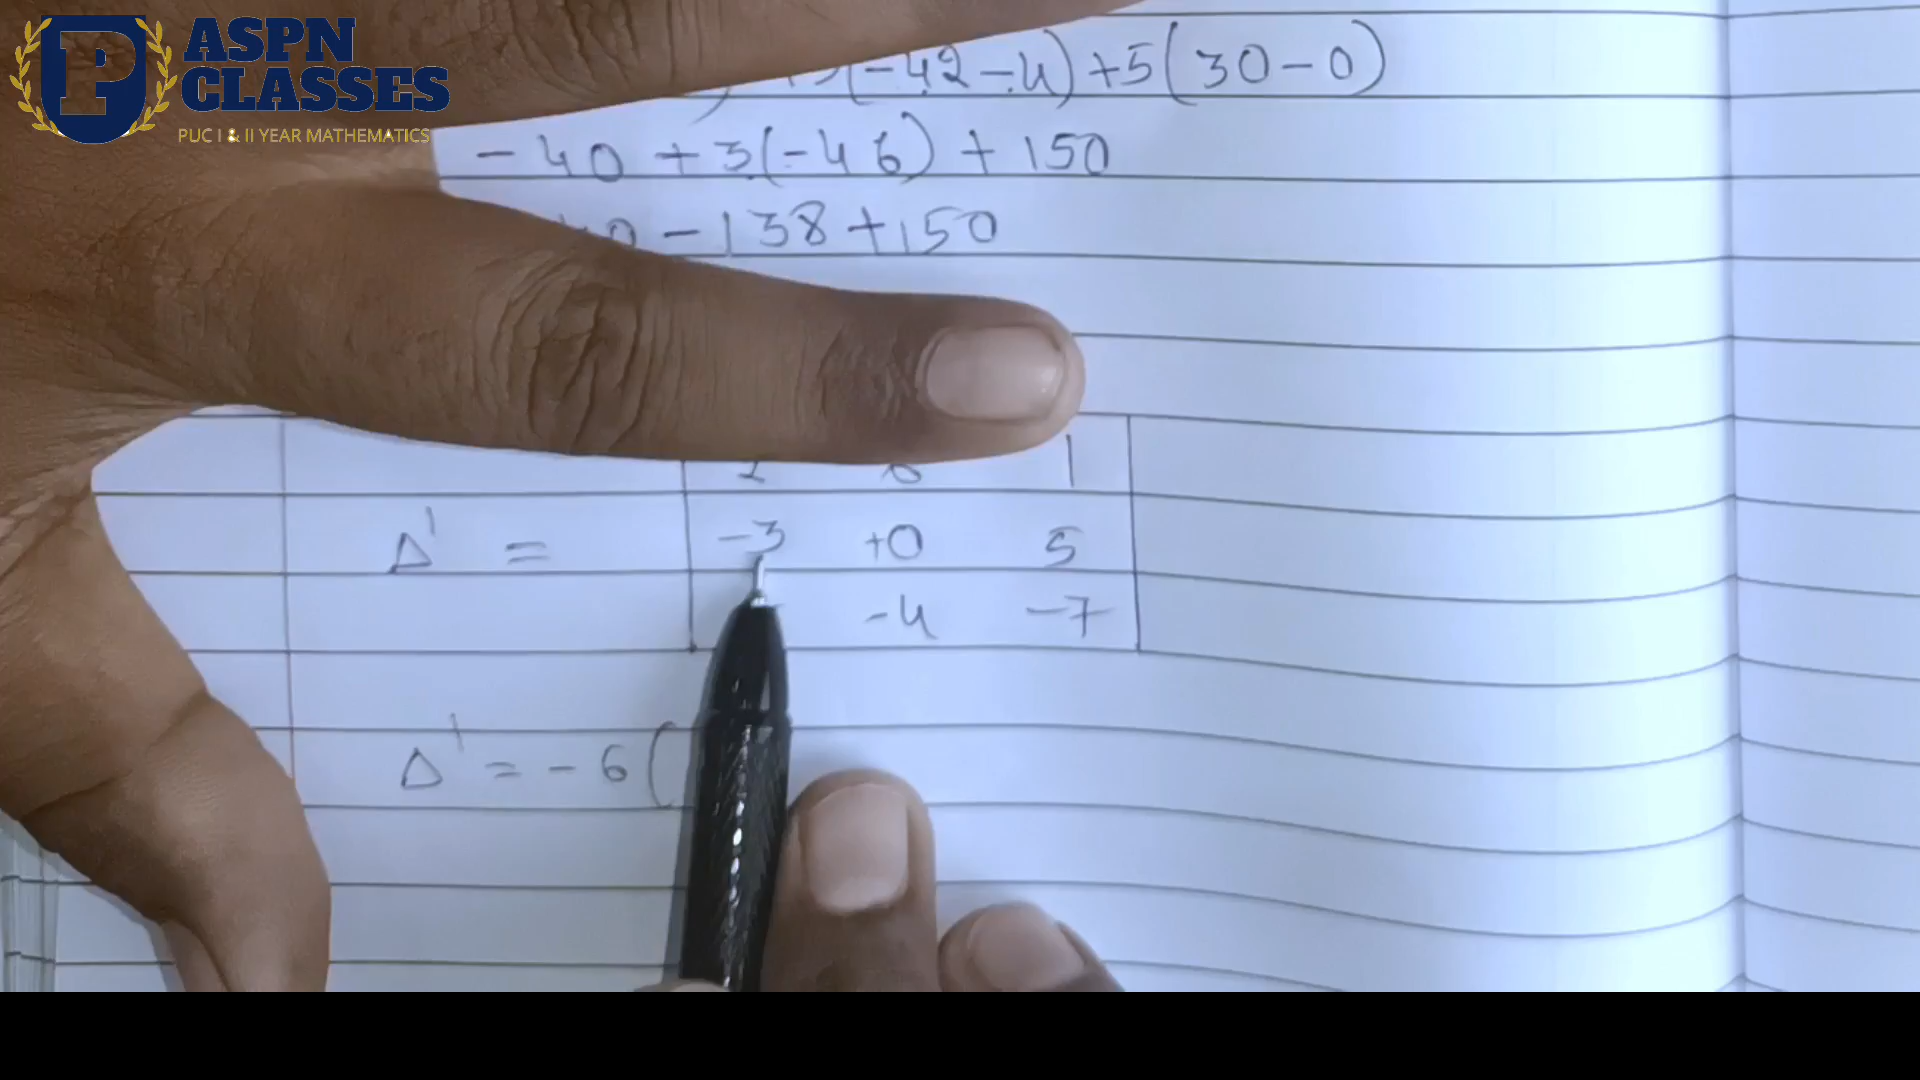 ASPN
CLASSES
PUC I & II YEAR MATHEMATICS
(-42-4)+5(30-0)
-40 +3(-46) +150
0 -138+150
1
Δ' = -3 +0 5
-4 -7
Δ' = -6(